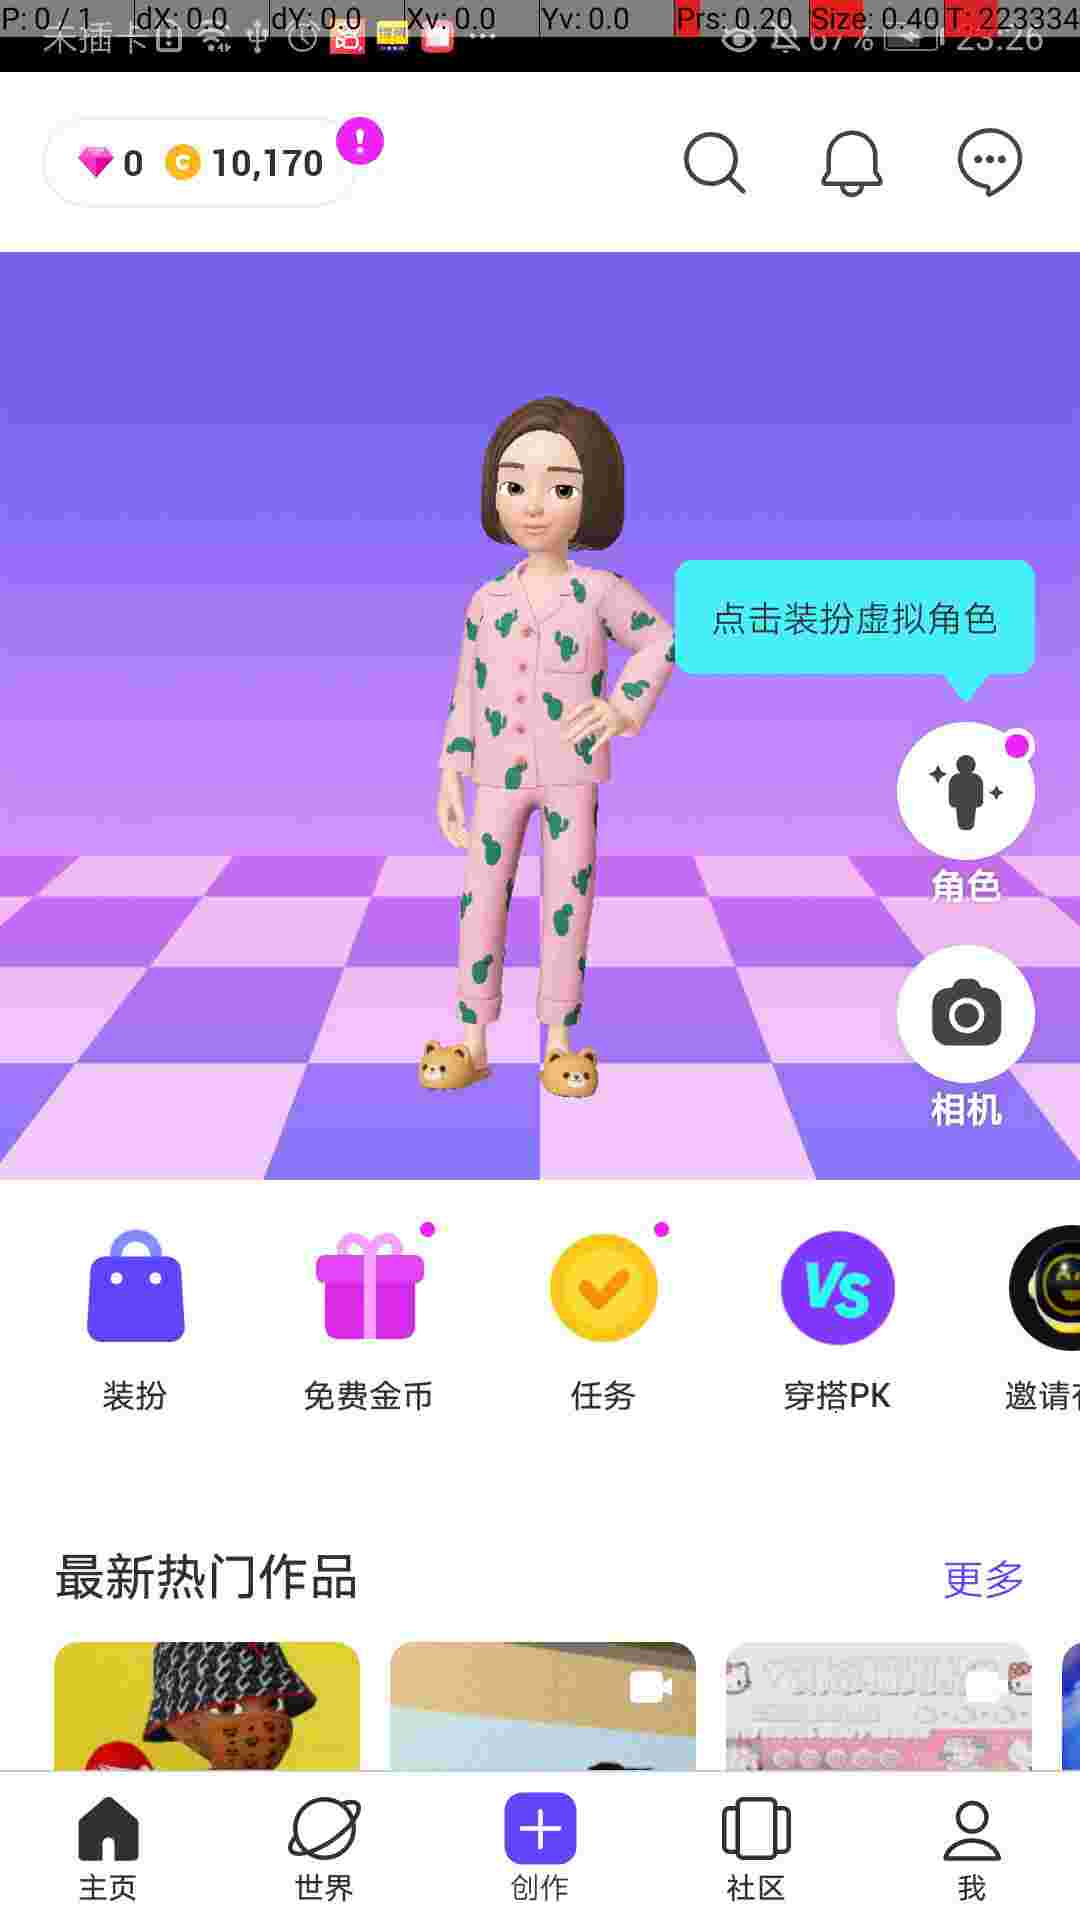 P: 0 / 1 dX: 0.0 dY: 0.0 Xv: 0.0 Yv: 0.0 Prs: 0.20 Size: 0.40 T: 223334
未插卡 67% 23:26
0 C 10,170 !
点击装扮虚拟角色
角色
相机
VS
装扮 免费金币 任务 穿搭PK 邀请
最新热门作品 更多
主页 世界 创作 社区 我